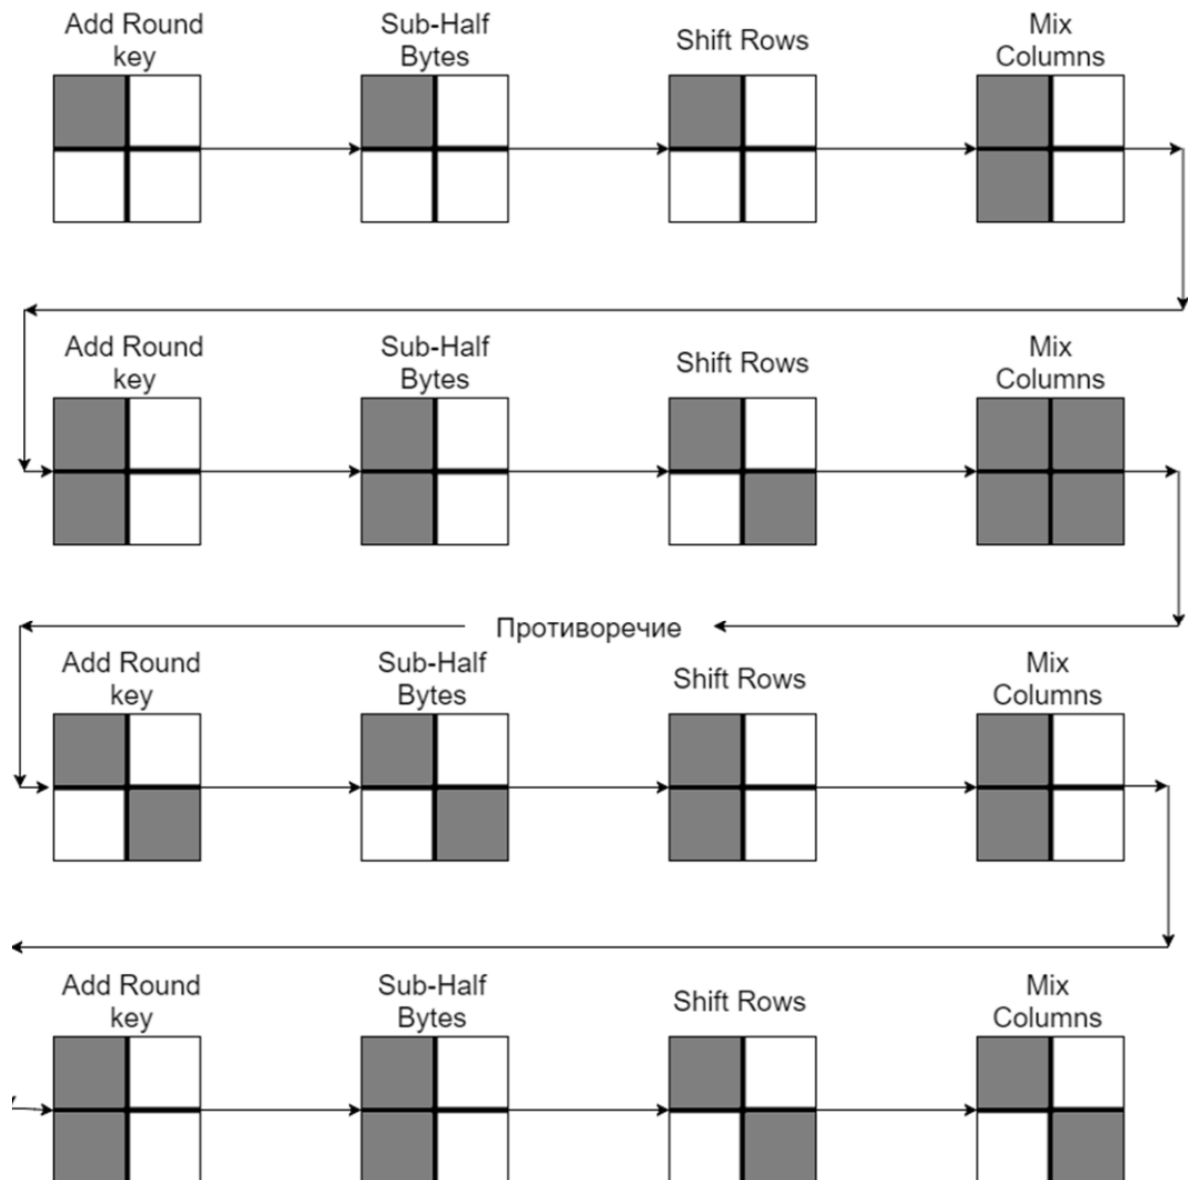 Add Round
key
Sub-Half
Bytes
Shift Rows
Mix
Columns
Add Round
key
Sub-Half
Bytes
Shift Rows
Mix
Columns
Противоречие
Add Round
key
Sub-Half
Bytes
Shift Rows
Mix
Columns
Add Round
key
Sub-Half
Bytes
Shift Rows
Mix
Columns